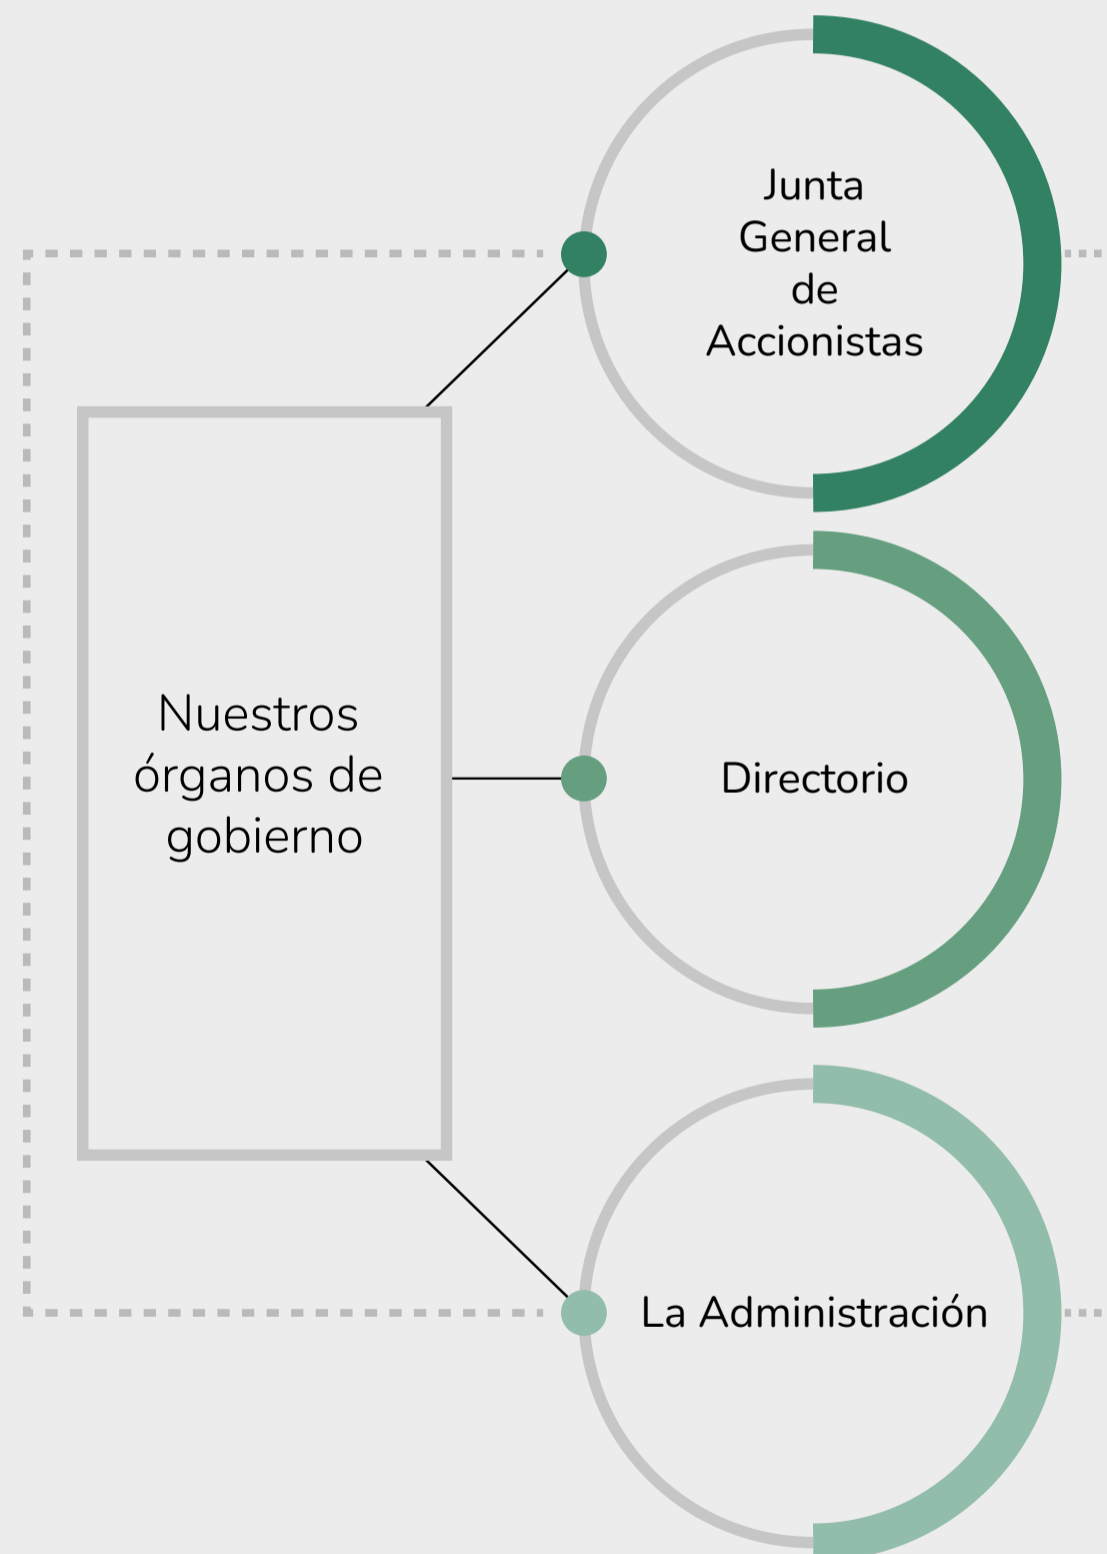 Junta
General
de
Accionistas
Nuestros
órganos de
gobierno
Directorio
La Administración